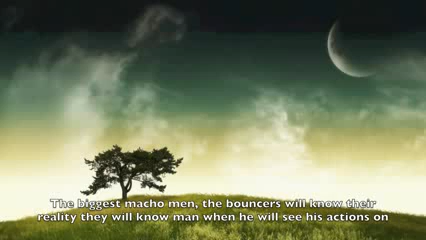 The biggest macho men, the bouncers will know their
reality they will know man when he will see his actions on